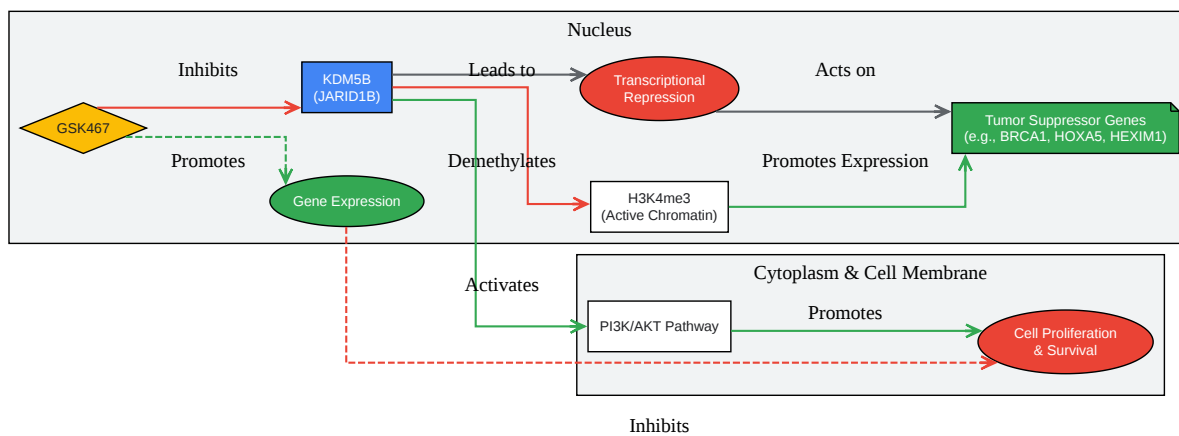 Nucleus
Inhibits
KDM5B
(JARID1B)
Leads to
Transcriptional
Repression
Acts on
Tumor Suppressor Genes
(e.g., BRCA1, HOXA5, HEXIM1)
GSK467
Promotes
Demethylates
Promotes Expression
Gene Expression
H3K4me3
(Active Chromatin)
Cytoplasm & Cell Membrane
Activates
PI3K/AKT Pathway
Promotes
Cell Proliferation
& Survival
Inhibits